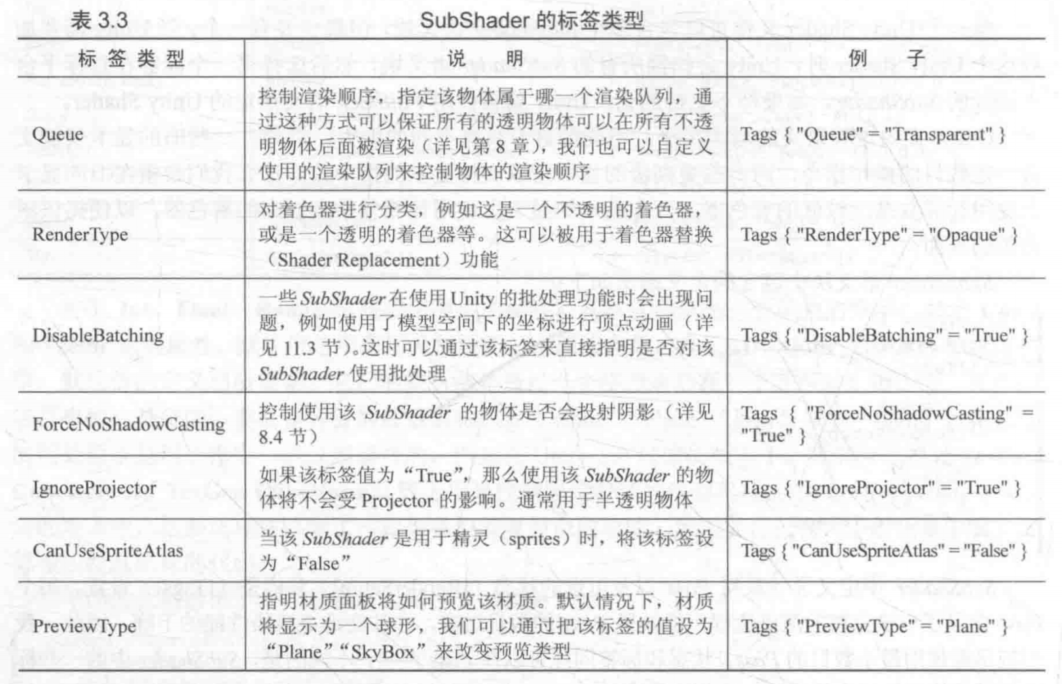 表 3.3 SubShader 的标签类型
标 签 类 型 说 明 例 子
Queue
控制渲染顺序，指定该物体属于哪一个渲染队列，通
过这种方式可以保证所有的透明物体可以在所有不透
明物体后面被渲染（详见第 8 章），我们也可以自定义
使用的渲染队列来控制物体的渲染顺序
Tags { "Queue" = "Transparent" }
RenderType
对着色器进行分类，例如这是一个不透明的着色器，
或是一个透明的着色器等。这可以被用于着色器替换
（Shader Replacement）功能
Tags { "RenderType" = "Opaque" }
DisableBatching
一些 SubShader 在使用 Unity 的批处理功能时会出现问
题，例如使用了模型空间下的坐标进行顶点动画（详
见 11.3 节）。这时可以通过该标签来直接指明是否对该
SubShader 使用批处理
Tags { "DisableBatching" = "True" }
ForceNoShadowCasting
控制使用该 SubShader 的物体是否会投射阴影（详见
8.4 节）
Tags { "ForceNoShadowCasting" =
"True" }
IgnoreProjector
如果该标签值为“True”，那么使用该 SubShader 的物
体将不会受 Projector 的影响。通常用于半透明物体
Tags { "IgnoreProjector" = "True" }
CanUseSpriteAtlas
当该 SubShader 是用于精灵（sprites）时，将该标签设
为“False”
Tags { "CanUseSpriteAtlas" = "False" }
PreviewType
指明材质面板将如何预览该材质。默认情况下，材质
将显示为一个球形，我们可以通过把该标签的值设为
“Plane”“SkyBox”来改变预览类型
Tags { "PreviewType" = "Plane" }